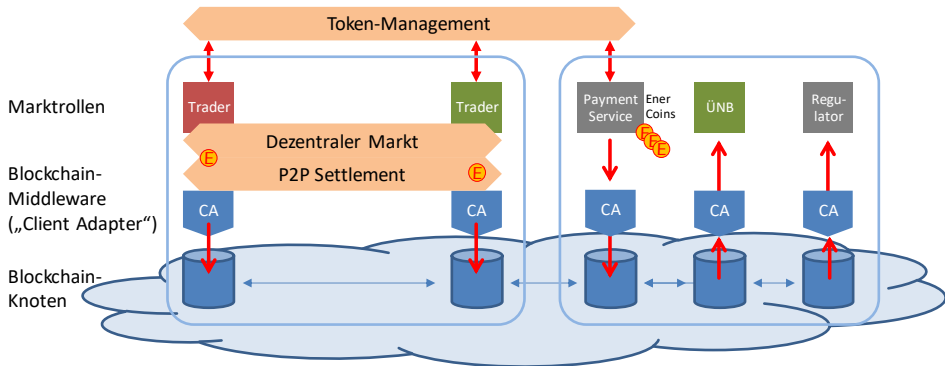 Token-Management
Marktrollen
Trader
Trader
Payment
Service
Ener
Coins
ÜNB
Regu-
lator
E
E
E
Dezentraler Markt
E
P2P Settlement
E
Blockchain-
Middleware
(„Client Adapter“)
CA
CA
CA
CA
CA
Blockchain-
Knoten